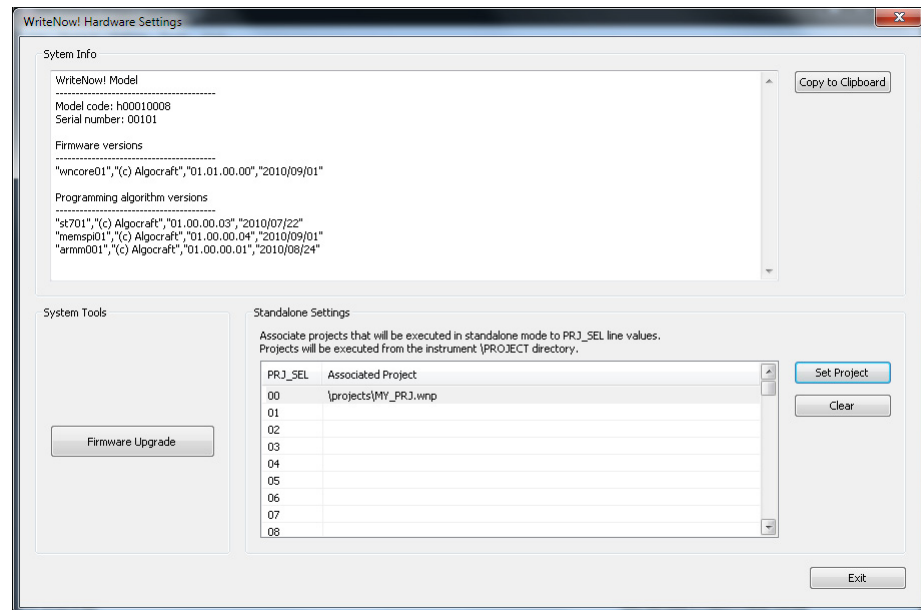 WriteNow! Hardware Settings
Sytem Info
WriteNow! Model
----------------------------------------
Model code: h00010008
Serial number: 00101
Firmware versions
----------------------------------------
"wncore01","(c) Algocraft","01.01.00.00","2010/09/01"
Programming algorithm versions
----------------------------------------
"st701","(c) Algocraft","01.00.00.03","2010/07/22"
"memspi01","(c) Algocraft","01.00.00.04","2010/09/01"
"armm001","(c) Algocraft","01.00.00.01","2010/08/24"
Copy to Clipboard
System Tools
Firmware Upgrade
Standalone Settings
Associate projects that will be executed in standalone mode to PRJ_SEL line values.
Projects will be executed from the instrument \PROJECT directory.
PRJ_SEL Associated Project
00 \projects\MY_PRJ.wnp
01
02
03
04
05
06
07
08
Set Project
Clear
Exit